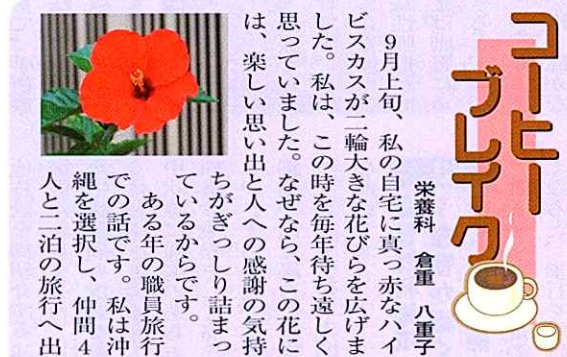 コーヒー
ブレイク
栄養科　倉重　八重子
　9月上旬、私の自宅に真っ赤なハイ
ビスカスが二輪大きな花びらを広げま
した。私は、この時を毎年待ち遠しく
思っていました。なぜなら、この花に
は、楽しい思い出と人への感謝の気持
ちがぎっしり詰まっ
ているからです。
　ある年の職員旅行
での話です。私は沖
縄を選択し、仲間4
人と二泊の旅行へ出